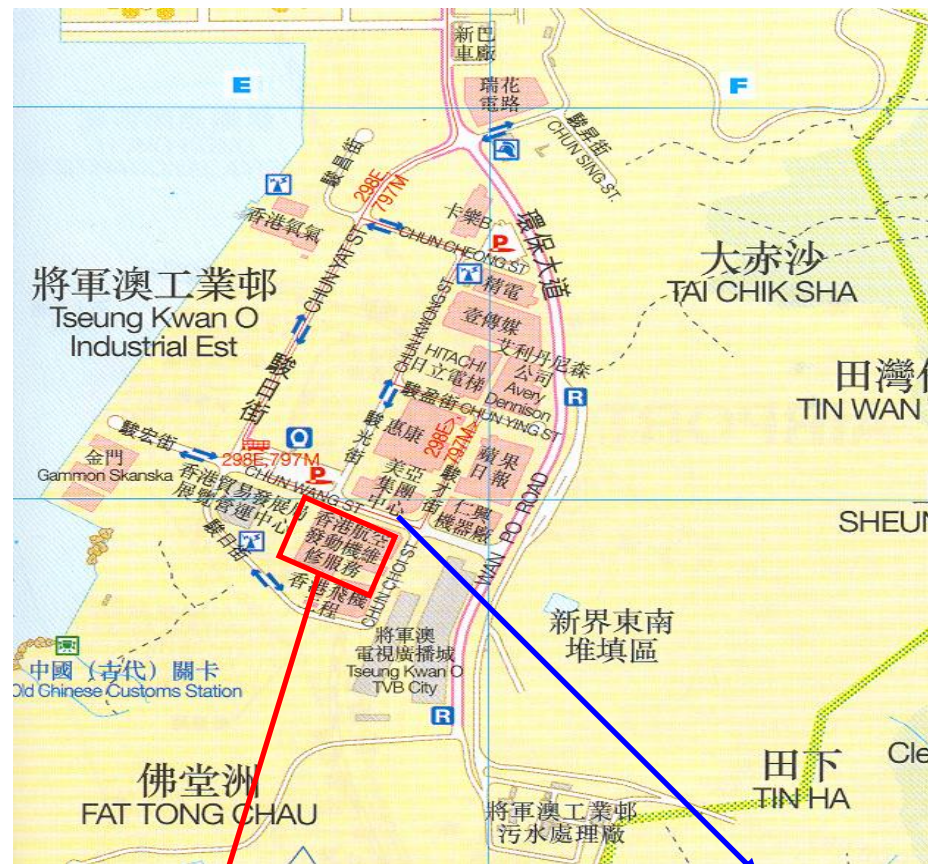 新巴
車廠
E
F
瑞花
電路
駿昇街
CHUN SING ST.
駿昌街
298E
797M
香港氧氣
卡樂B
環保大道
CHUN CHEONG ST
P
大赤沙
TAI CHIK SHA
將軍澳工業邨
Tseung Kwan O
Industrial Est
CHUN YAT ST
精電
壹傳媒
CHUN KWONG ST
HITACHI
日立電梯
艾利丹尼森
公司
Avery
Dennison
R
駿日街
駿盈街
CHUN YING ST
田灣
TIN WAN
駿光街
惠康
298E
797M
蘋果
日報
駿宏街
金門
Gammon Skanska
298E, 797M
P
CHUN WANG ST
美亞
集團
中心
駿才街
仁興
機器廠
WAN PO ROAD
香港貿易發展局
展覽營運中心
駿日街
香港航空
發動機維
修服務
CHUN CHOI ST.
香港飛機
工程
SHEUN
新界東南
堆填區
將軍澳
電視廣播城
Tseung Kwan O
TVB City
中國（古代）關卡
Old Chinese Customs Station
R
佛堂洲
FAT TONG CHAU
田下
TIN HA
Cle
將軍澳工業邨
污水處理廠